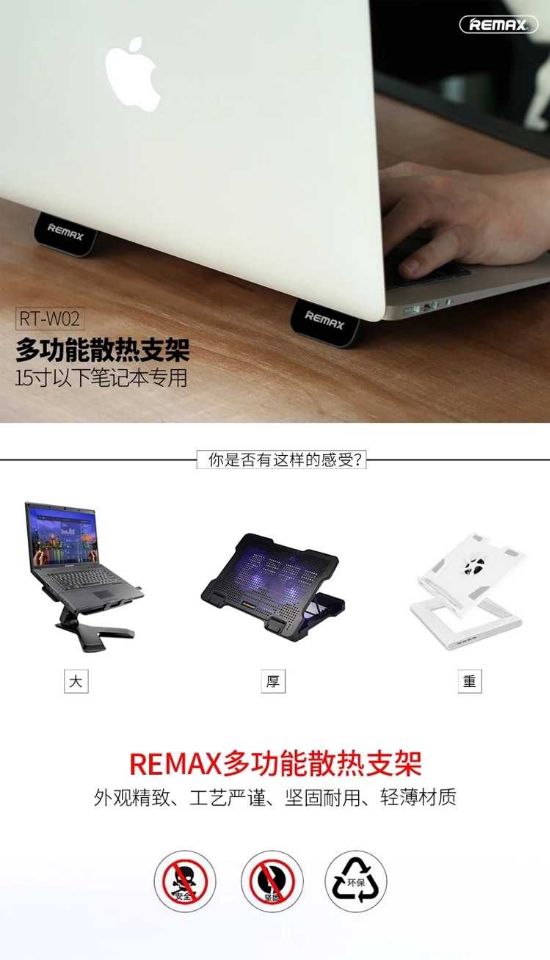 REMAX
REMAX
REMAX
RT-W02
多功能散热支架
15寸以下笔记本专用
你是否有这样的感受?
大
厚
重
REMAX多功能散热支架
外观精致、工艺严谨、坚固耐用、轻薄材质
安全
环保